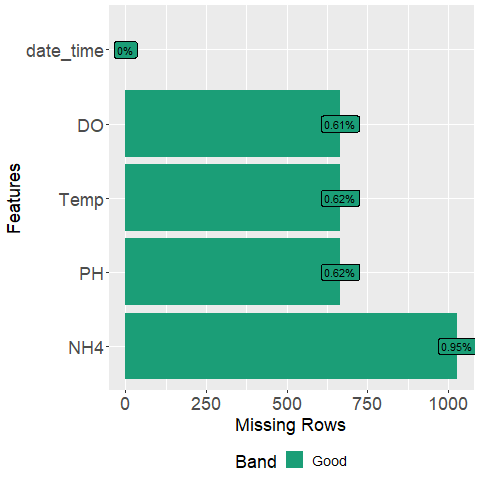 date_time
0%
DO
0.61%
Temp
0.62%
PH
0.62%
NH4
0.95%
Features
0 250 500 750 1000
Missing Rows
Band Good